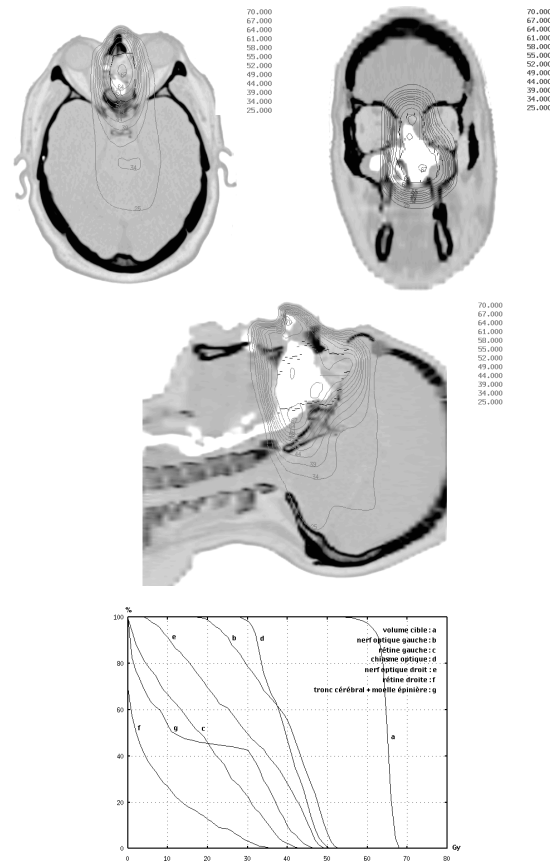 70.000
67.000
64.000
61.000
58.000
55.000
52.000
49.000
44.000
39.000
34.000
25.000
70.000
67.000
64.000
61.000
58.000
55.000
52.000
49.000
44.000
39.000
34.000
25.000
70.000
67.000
64.000
61.000
58.000
55.000
52.000
49.000
44.000
39.000
34.000
25.000
%
100
80
60
40
20
0
volume cible : a
nerf optique gauche : b
rétine gauche : c
chiasme optique : d
nerf optique droit : e
rétine droite : f
tronc cérébral + moelle épinière : g
e
b
d
f
g
c
a
0 10 20 30 40 50 60 70 80
Gy